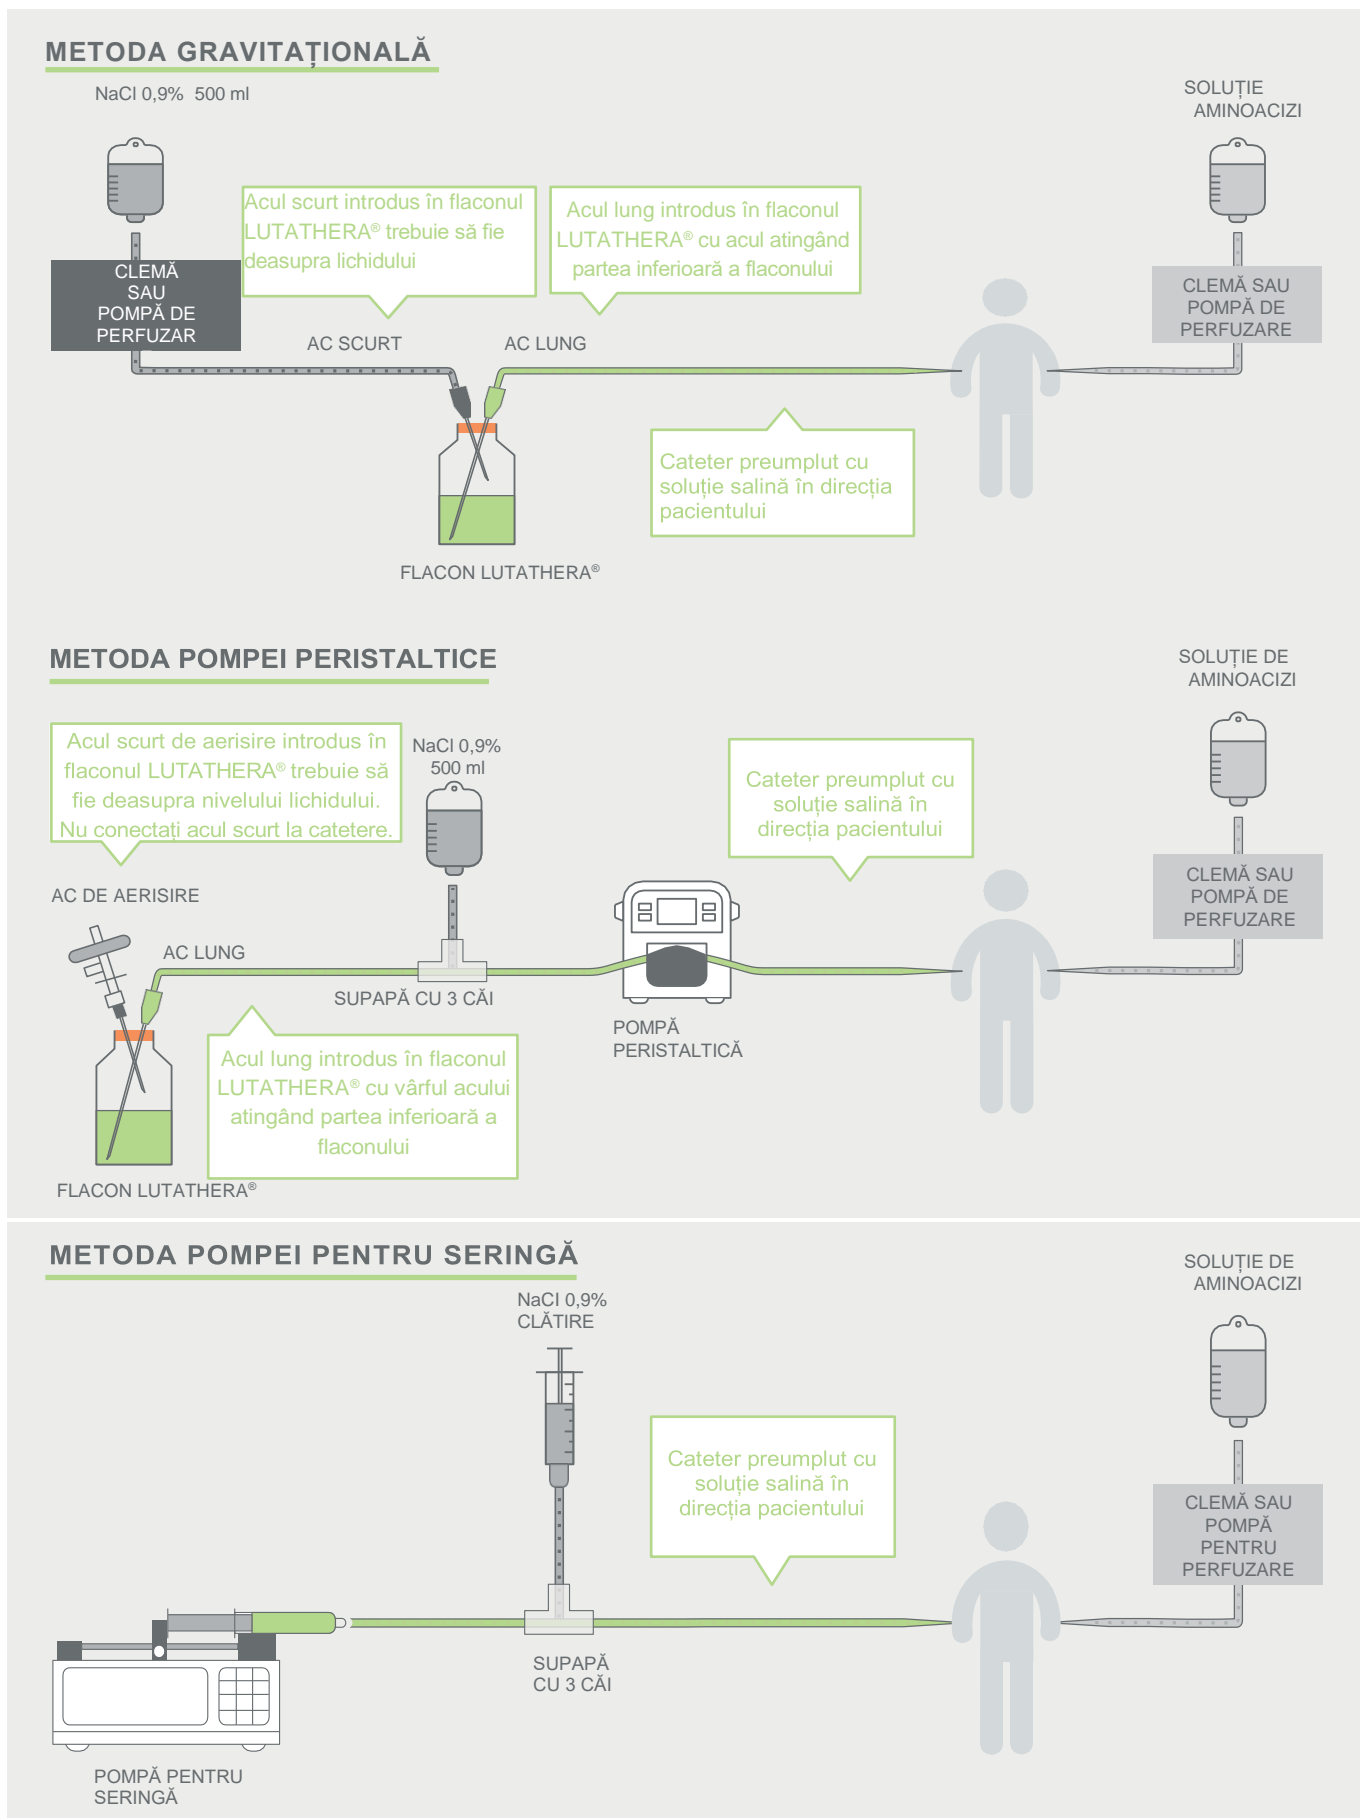 METODA GRAVITAȚIONALĂ
NaCl 0,9%  500 ml
SOLUȚIE
AMINOACIZI
Acul scurt introdus în flaconul
LUTATHERA® trebuie să fie
deasupra lichidului
Acul lung introdus în flaconul
LUTATHERA® cu acul atingând
partea inferioară a flaconului
CLEMĂ
SAU
POMPĂ DE
PERFUZAR
CLEMĂ SAU
POMPĂ DE
PERFUZARE
AC SCURT
AC LUNG
Cateter preumplut cu
soluție salină în direcția
pacientului
FLACON LUTATHERA®
METODA POMPEI PERISTALTICE
SOLUȚIE DE
AMINOACIZI
Acul scurt de aerisire introdus în
flaconul LUTATHERA® trebuie să
fie deasupra nivelului lichidului.
Nu conectați acul scurt la catetere.
NaCl 0,9%
500 ml
Cateter preumplut cu
soluție salină în
direcția pacientului
CLEMĂ SAU
POMPĂ DE
PERFUZARE
AC DE AERISIRE
AC LUNG
SUPAPĂ CU 3 CĂI
POMPĂ
PERISTALTICĂ
Acul lung introdus în flaconul
LUTATHERA® cu vârful acului
atingând partea inferioară a
flaconului
FLACON LUTATHERA®
METODA POMPEI PENTRU SERINGĂ
SOLUȚIE DE
AMINOACIZI
NaCl 0,9%
CLĂTIRE
Cateter preumplut cu
soluție salină în
direcția pacientului
CLEMĂ SAU
POMPĂ
PENTRU
PERFUZARE
SUPAPĂ
CU 3 CĂI
POMPĂ PENTRU
SERINGĂ